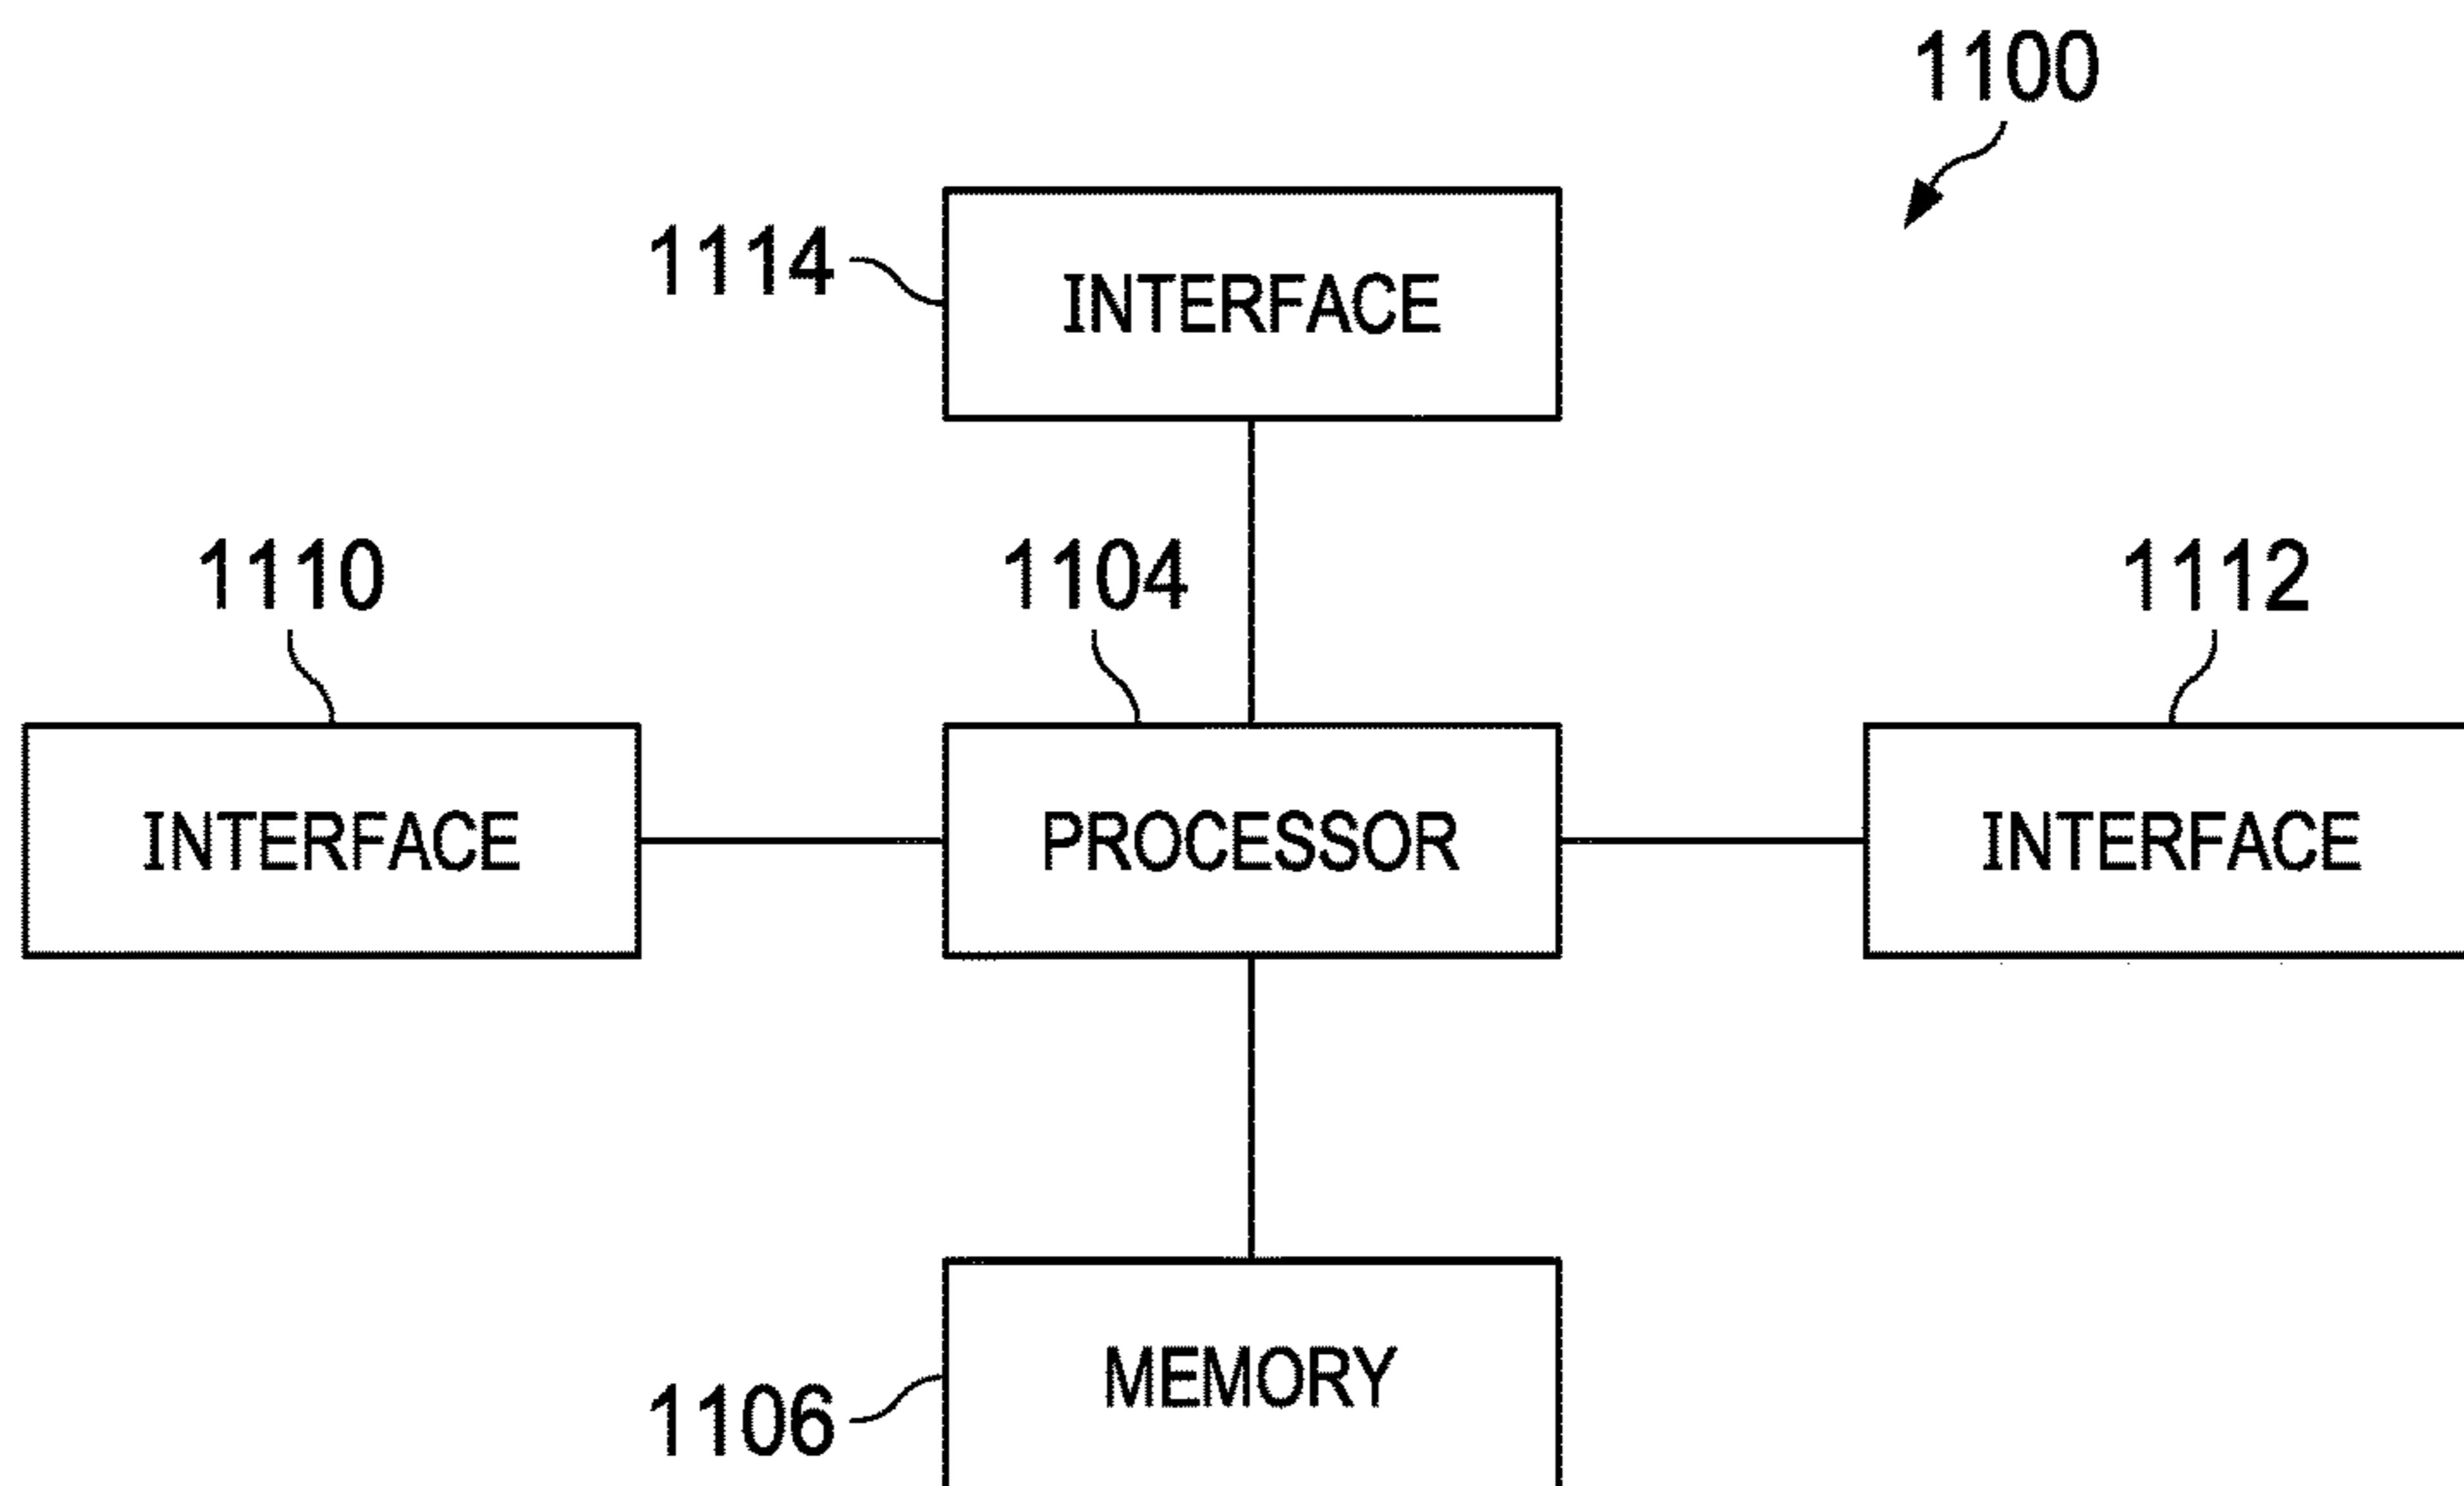 1100
1114
INTERFACE
1110
1104
1112
INTERFACE
PROCESSOR
INTERFACE
MEMORY
1106